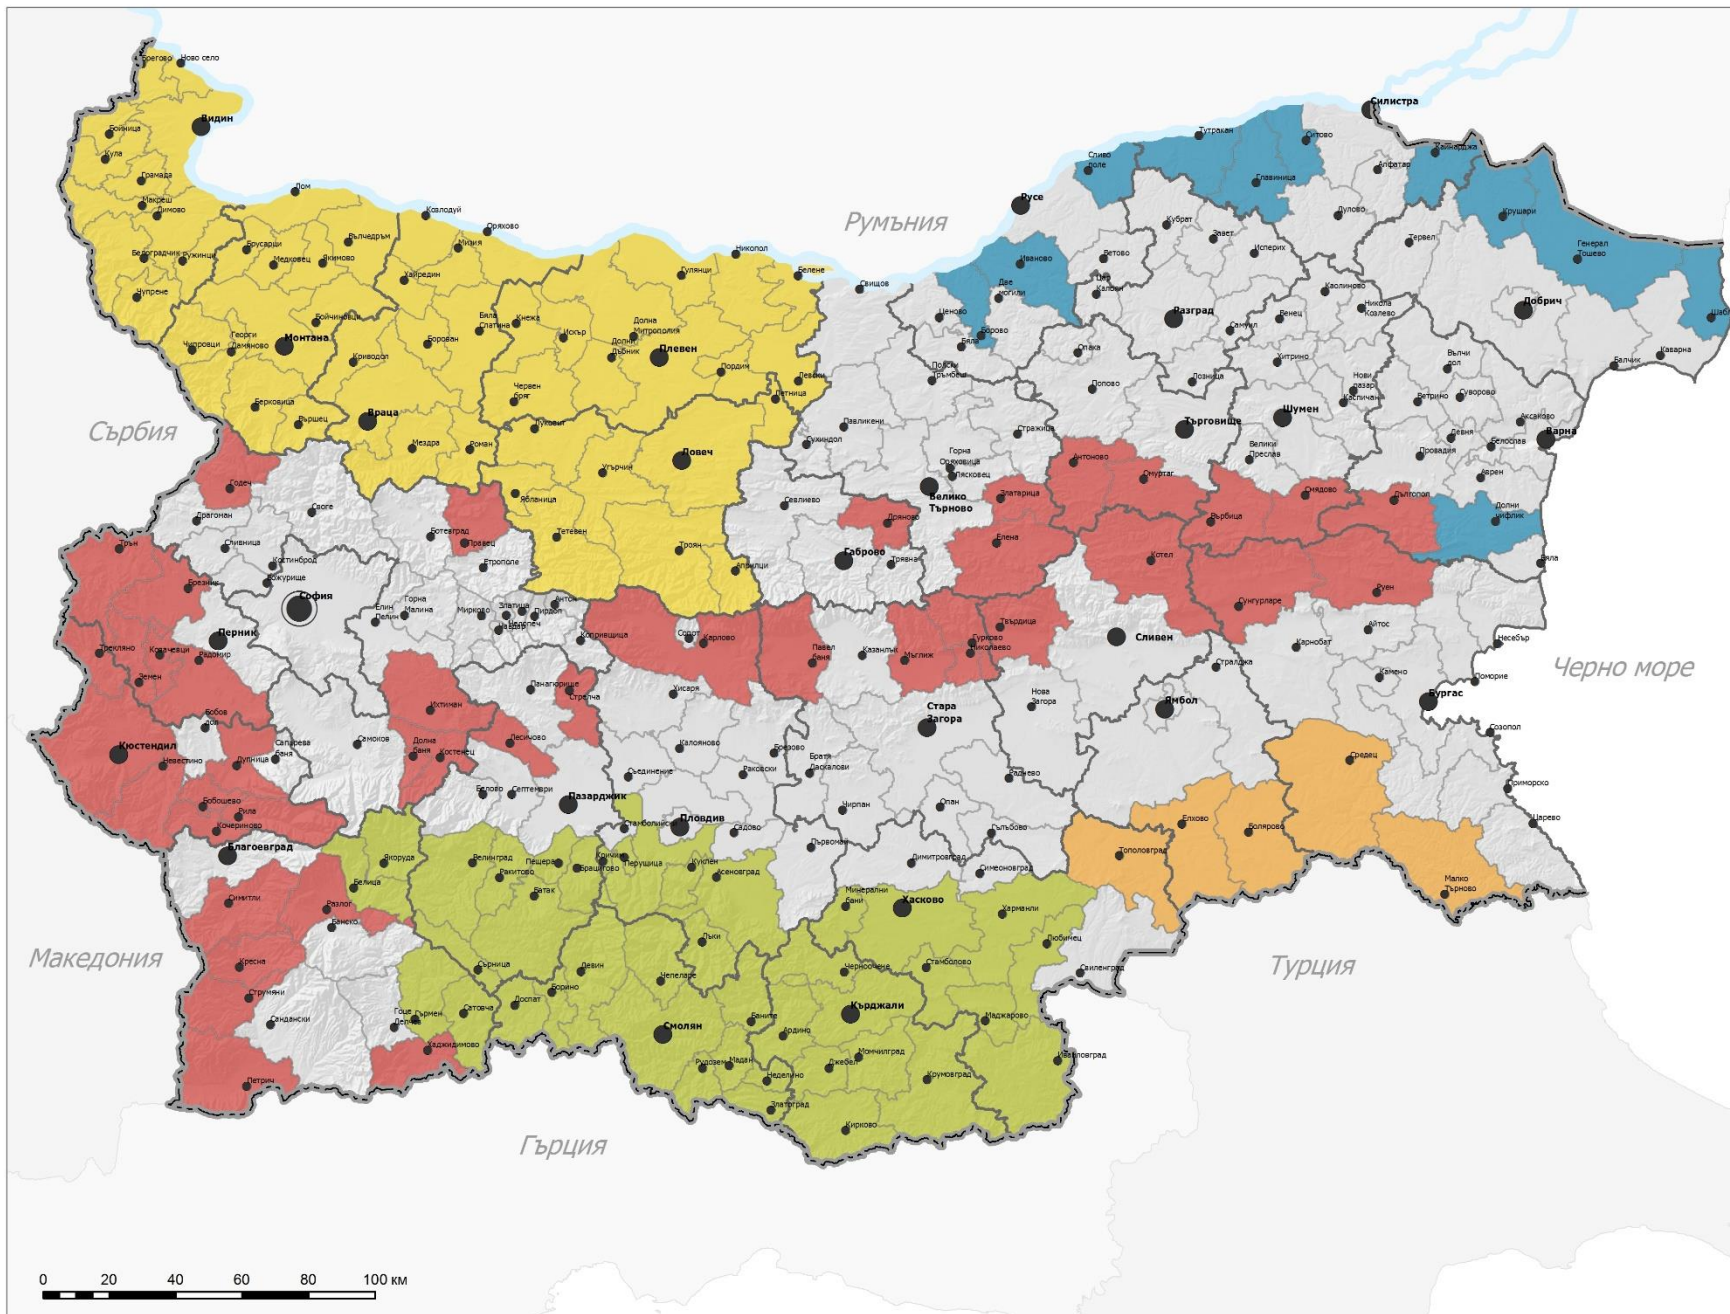 Брегово
Ново село
Видин
Бойница
Кула
Грамада
Макреш
Димово
Лом
Козлодуй
Оряхово
Мизия
Вълчедръм
Брусарци
Медковец
Якимово
Хайредин
Белоградчик
Ружинци
Чупрене
Никопол
Гулянци
Белене
Свищов
Румъния
Русе
Сливо
поле
Тутракан
Ситово
Силистра
Главиница
Алфатар
Кайнарджа
Дулово
Крушари
Тервел
Генерал
Тошево
Шабла
Кубрат
Завет
Исперих
Ветово
Цар
Калоян
Иваново
Две
могили
Ценово
Борово
Бяла
Разград
Самуил
Каолиново
Никола
Козлево
Венец
Добрич
Каварна
Балчик
Бойчиновци
Георги
Дамяново
Чипровци
Монтана
Криводол
Борован
Бяла
Слатина
Кнежа
Искър
Долна
Митрополия
Долни
Дъбник
Плевен
Пордим
Левски
Летница
Червен
бряг
Берковица
Вършец
Враца
Мездра
Роман
Луковит
Ловеч
Угърчин
Ябланица
Тетевен
Троян
Априлци
Полски
Тръмбеш
Павликени
Сухиндол
Стражица
Горна
Оряховица
Лясковец
Велико
Търново
Златарица
Елена
Севлиево
Дряново
Габрово
Трявна
Опака
Попово
Лозница
Хитрино
Нови
пазар
Каспичан
Шумен
Търговище
Велики
Преслав
Антоново
Омуртаг
Върбица
Смядово
Вълчи
дол
Ветрино
Суворово
Аксаково
Варна
Девня
Белослав
Провадия
Аврен
Дългопол
Долни
чифлик
Бяла
Сърбия
Годеч
Драгоман
Своге
Сливница
Костинброд
Божурище
Ботевград
Правец
Етрополе
Трън
Брезник
София
Перник
Елин
Пелин
Горна
Малина
Мирково
Златица
Челопеч
Чавдар
Пирдоп
Антон
Копривщица
Трекляно
Ковачевци
Радомир
Земен
Бобов
дол
Кюстендил
Невестино
Дупница
Сапарева
баня
Бобошево
Рила
Кочериново
Благоевград
Самоков
Ихтиман
Долна
баня
Костенец
Панагюрище
Стрелча
Лесичово
Белово
Септември
Пазарджик
Сопот
Карлово
Хисаря
Калояново
Съединение
Раковски
Брезово
Братя
Даскалови
Стамболийски
Пловдив
Садово
Първомай
Павел
баня
Казанлък
Мъглиж
Гурково
Николаево
Твърдица
Сливен
Котел
Сунгурларе
Руен
Карнобат
Айтос
Несебър
Поморие
Камено
Бургас
Созопол
Черно море
Стара
Загора
Нова
Загора
Раднево
Чирпан
Опан
Гълъбово
Ямбол
Стралджа
Средец
Приморско
Царево
Малко
Търново
Елхово
Болярово
Тополовград
Димитровград
Симеоновград
Минерални
бани
Хасково
Харманли
Любимец
Свиленград
Стамболово
Маджарово
Ивайловград
Турция
Якоруда
Белица
Симитли
Разлог
Банско
Кресна
Струмяни
Сандански
Петрич
Гоце
Делчев
Гърмен
Сатовча
Хаджидимово
Македония
Гърция
Велинград
Ракитово
Пещера
Батак
Брацигово
Кричим
Перущица
Куклен
Асеновград
Лъки
Сърница
Девин
Доспат
Борино
Чепеларе
Смолян
Баните
Рудозем
Мадан
Неделино
Златоград
Черноочене
Кърджали
Ардино
Джебел
Момчилград
Крумовград
Кирково
0 20 40 60 80 100 км